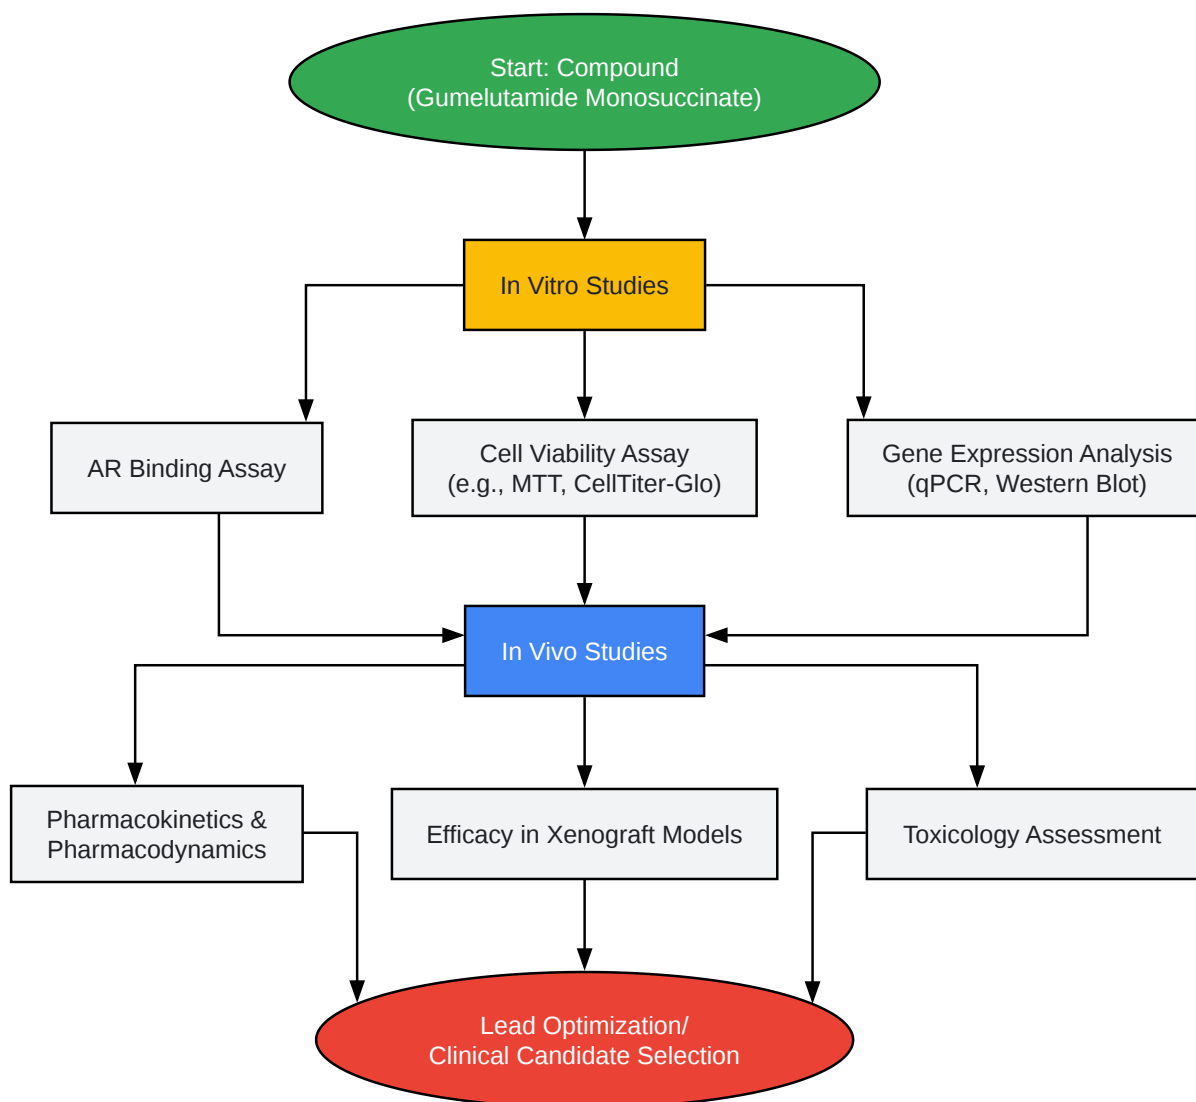 Start: Compound
(Gumelutamide Monosuccinate)
In Vitro Studies
AR Binding Assay
Cell Viability Assay
(e.g., MTT, CellTiter-Glo)
Gene Expression Analysis
(qPCR, Western Blot)
In Vivo Studies
Pharmacokinetics &
Pharmacodynamics
Efficacy in Xenograft Models
Toxicology Assessment
Lead Optimization/
Clinical Candidate Selection